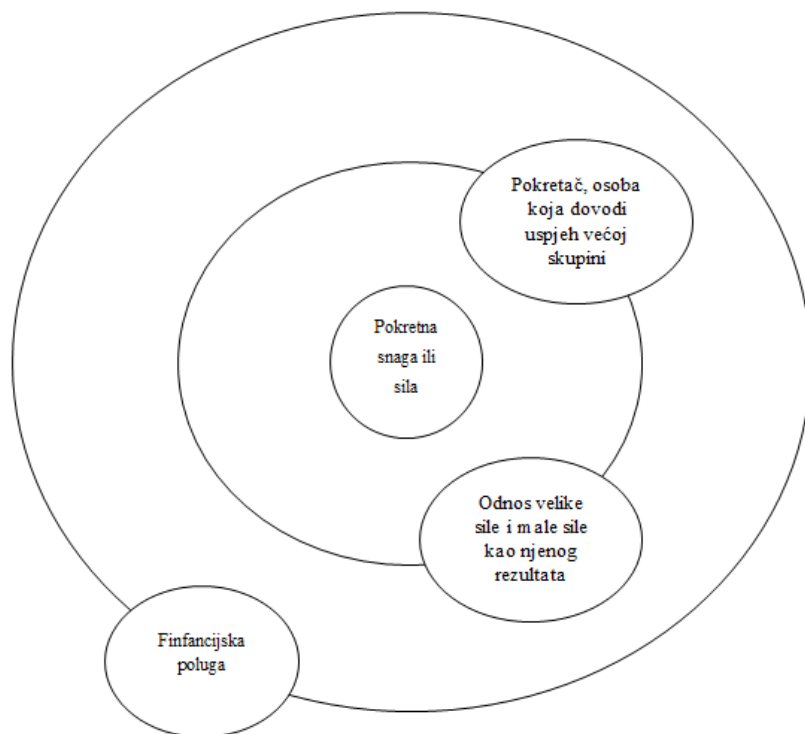 Pokretač, osoba
koja dovodi
uspjeh većoj
skupini
Pokretna
snaga ili
sila
Odnos velike
sile i male sile
kao njenog
rezultata
Finfancijska
poluga